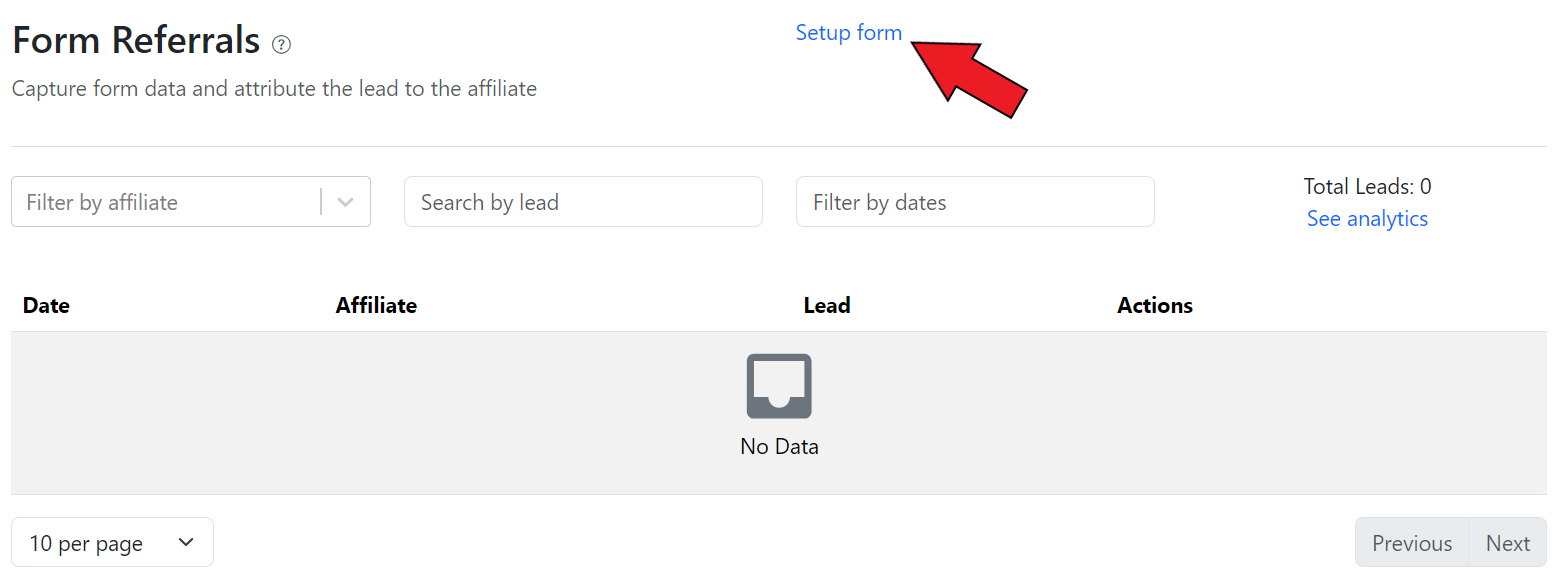 Form Referrals ?
Setup form
Capture form data and attribute the lead to the affiliate
Filter by affiliate
Search by lead
Filter by dates
Total Leads: 0
See analytics
Date Affiliate Lead Actions
No Data
10 per page
Previous Next